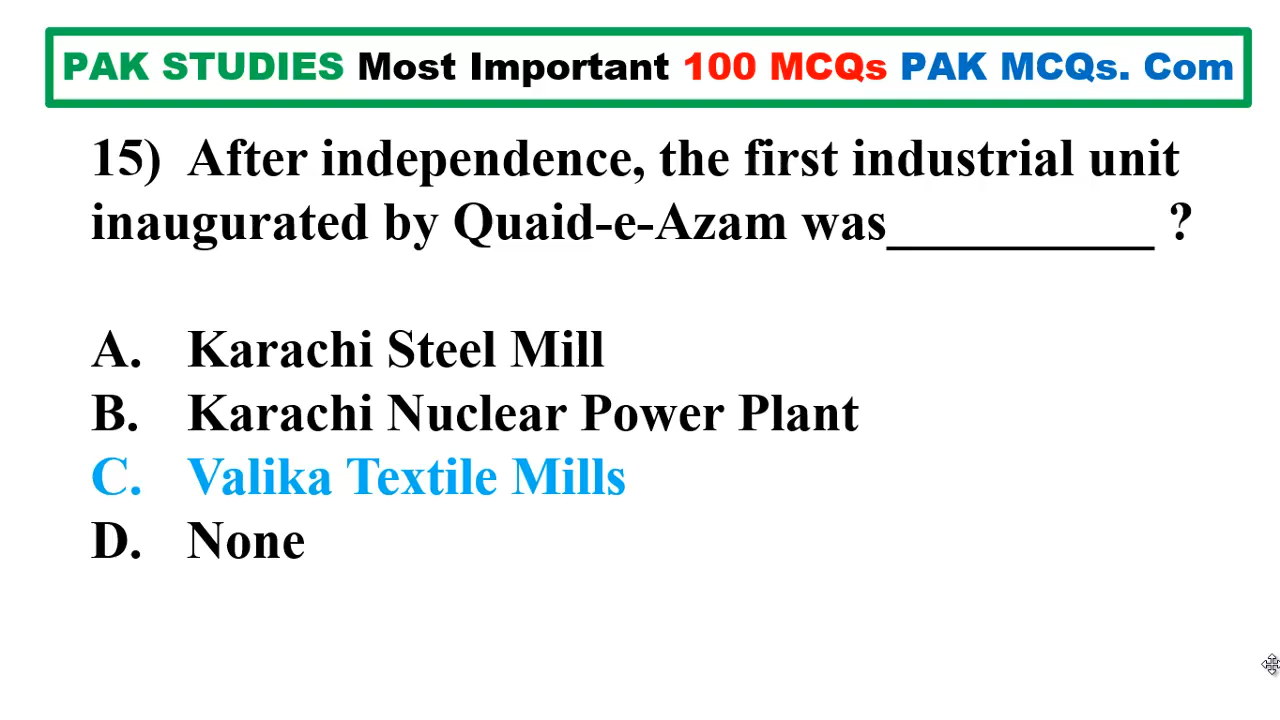 PAK STUDIES Most Important 100 MCQs PAK MCQs. Com
15) After independence, the first industrial unit
inaugurated by Quaid-e-Azam was__________ ?
A. Karachi Steel Mill
B. Karachi Nuclear Power Plant
C. Valika Textile Mills
D. None